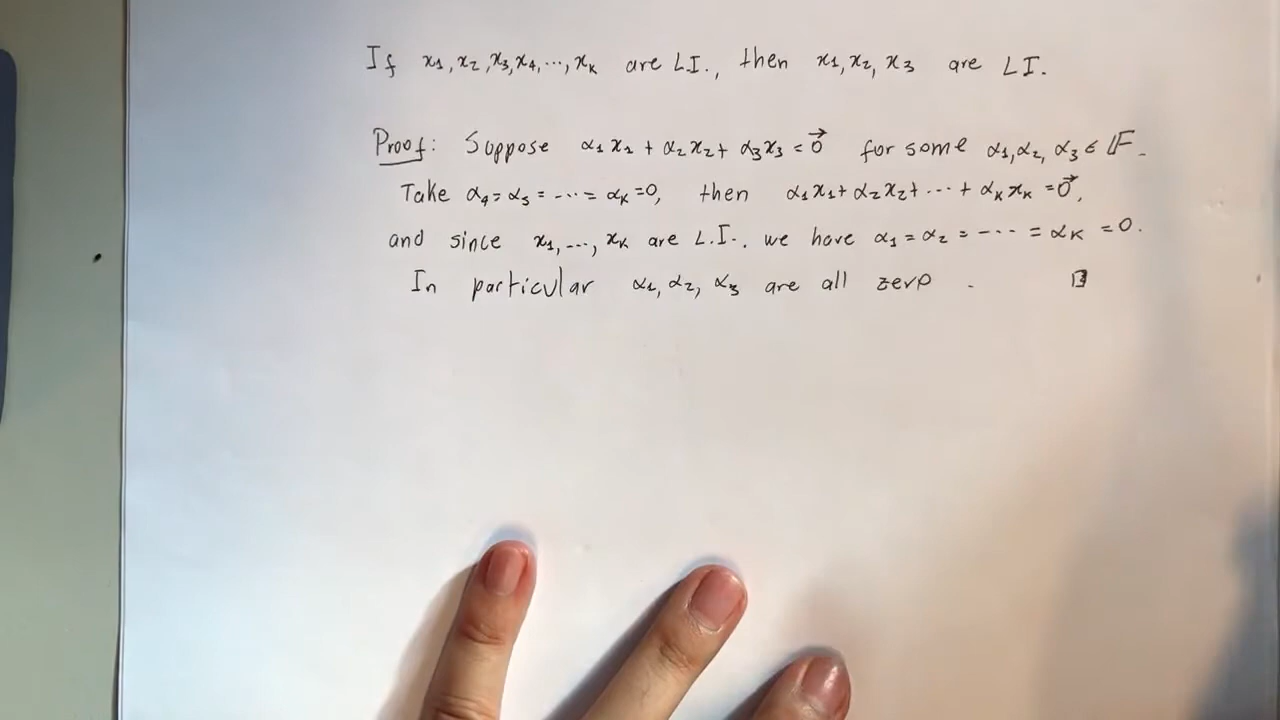 If x₁, x₂, x₃, x₄, ..., xₖ are LI., then x₁, x₂, x₃ are LI.
Proof: Suppose α₁x₁ + α₂x₂ + α₃x₃ = 0⃗ for some α₁, α₂, α₃ ∈ 𝔽.
Take α₄ = α₅ = ... = αₖ = 0, then α₁x₁ + α₂x₂ + ... + αₖxₖ = 0⃗,
and since x₁, ..., xₖ are L.I., we have α₁ = α₂ = ... = αₖ = 0.
In particular α₁, α₂, α₃ are all zero.